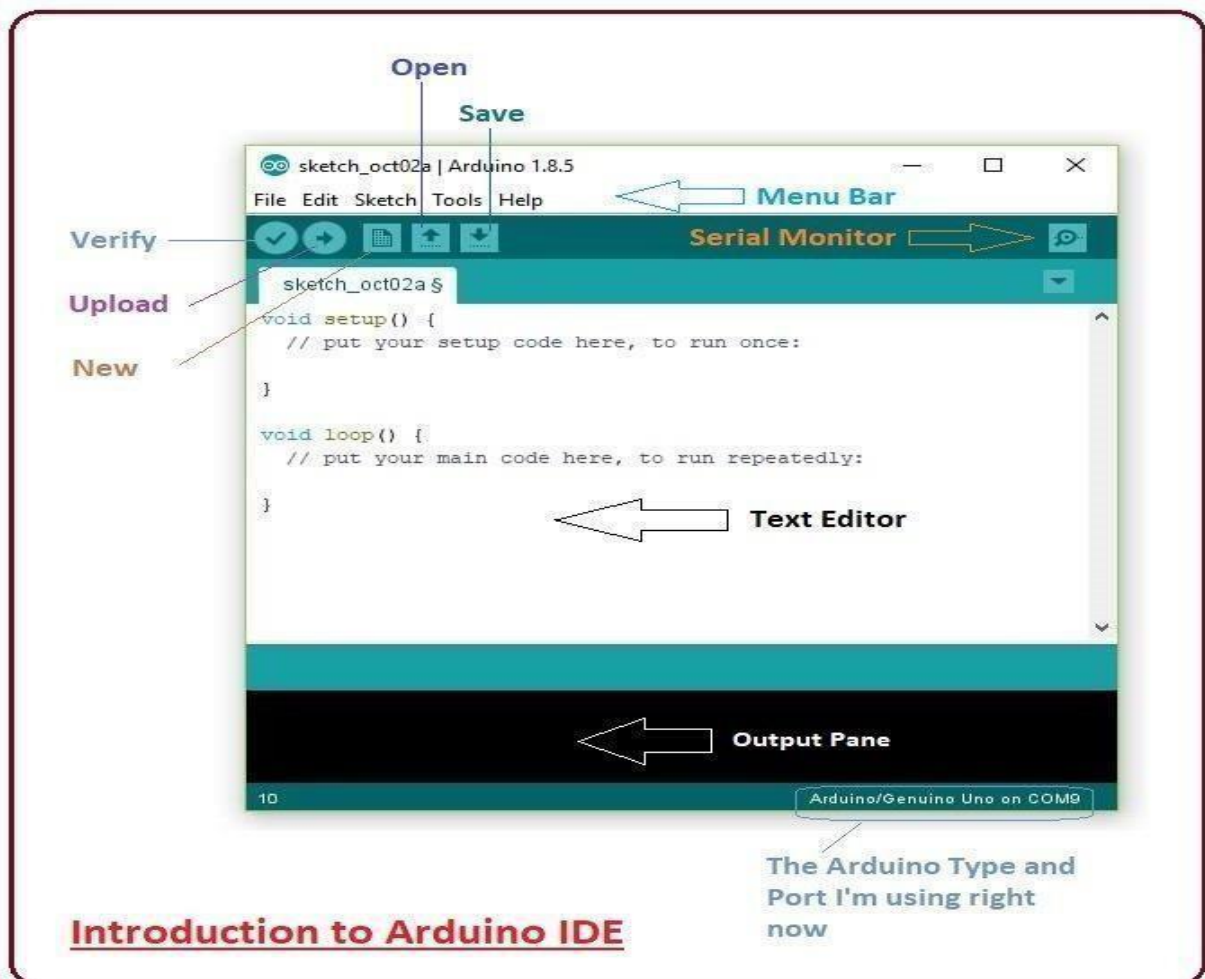 Open
Save
sketch_oct02a | Arduino 1.8.5
File Edit Sketch Tools Help
Menu Bar
Verify
Serial Monitor
sketch_oct02a §
Upload
New
void setup() {
// put your setup code here, to run once:
}
void loop() {
// put your main code here, to run repeatedly:
}
Text Editor
Output Pane
10
Arduino/Genuino Uno on COM9
The Arduino Type and
Port I'm using right
now
Introduction to Arduino IDE